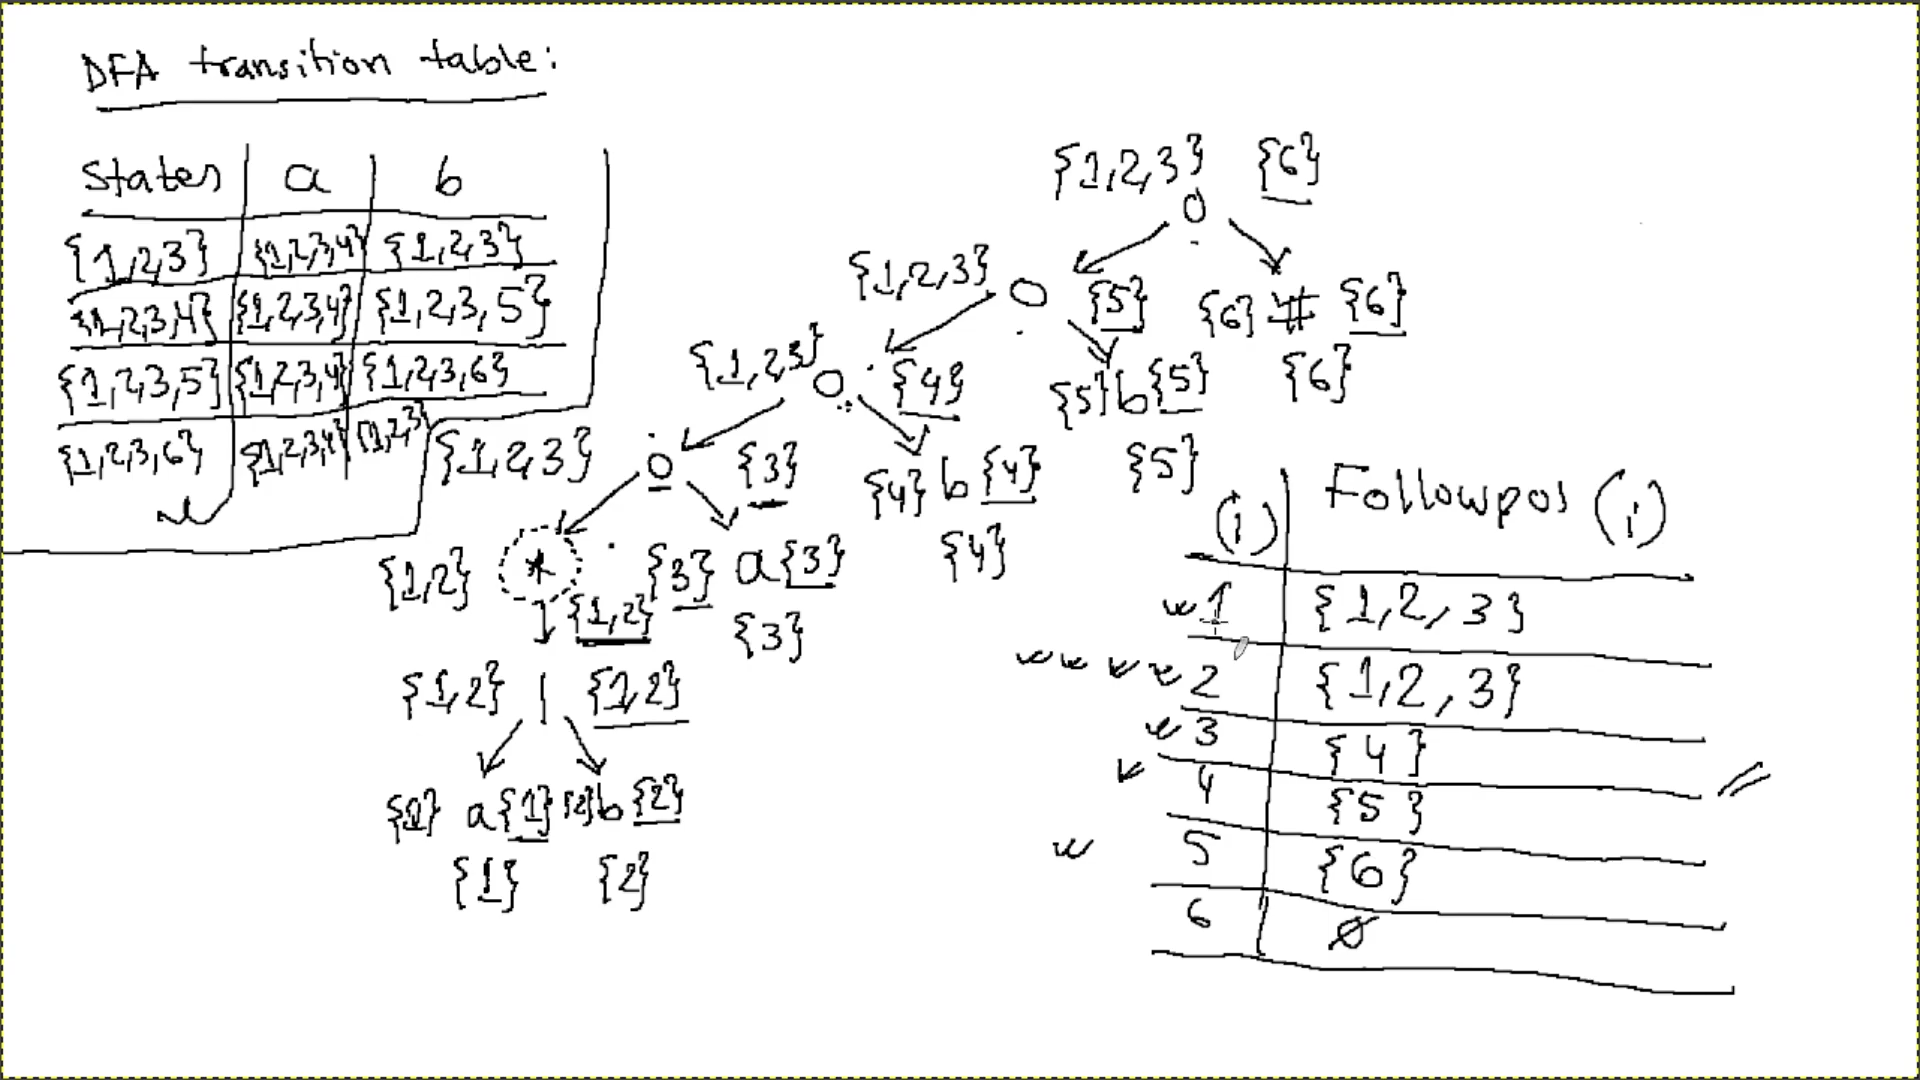 DFA transition table:
states a b
{1,2,3} {1,2,3,4} {1,2,3}
{1,2,3,4} {1,2,3,4} {1,2,3,5}
{1,2,3,5} {1,2,3,4} {1,2,3,6}
{1,2,3,6} {1,2,3,4} {1,2,3}
{1,2,3} {6}
O
{1,2,3} O {5} {6} # {6}
{6}
{1,2,3} O {4} {5} b {5}
{5}
{1,2,3} O {3} {4} b {4}
{4}
{1,2} * {1,2} {3} a {3}
{3}
{1,2} | {1,2}
{1} a {1} {2} b {2}
{1} {2}
(i) Followpos (i)
1 {1,2,3}
2 {1,2,3}
3 {4}
4 {5}
5 {6}
6 ∅